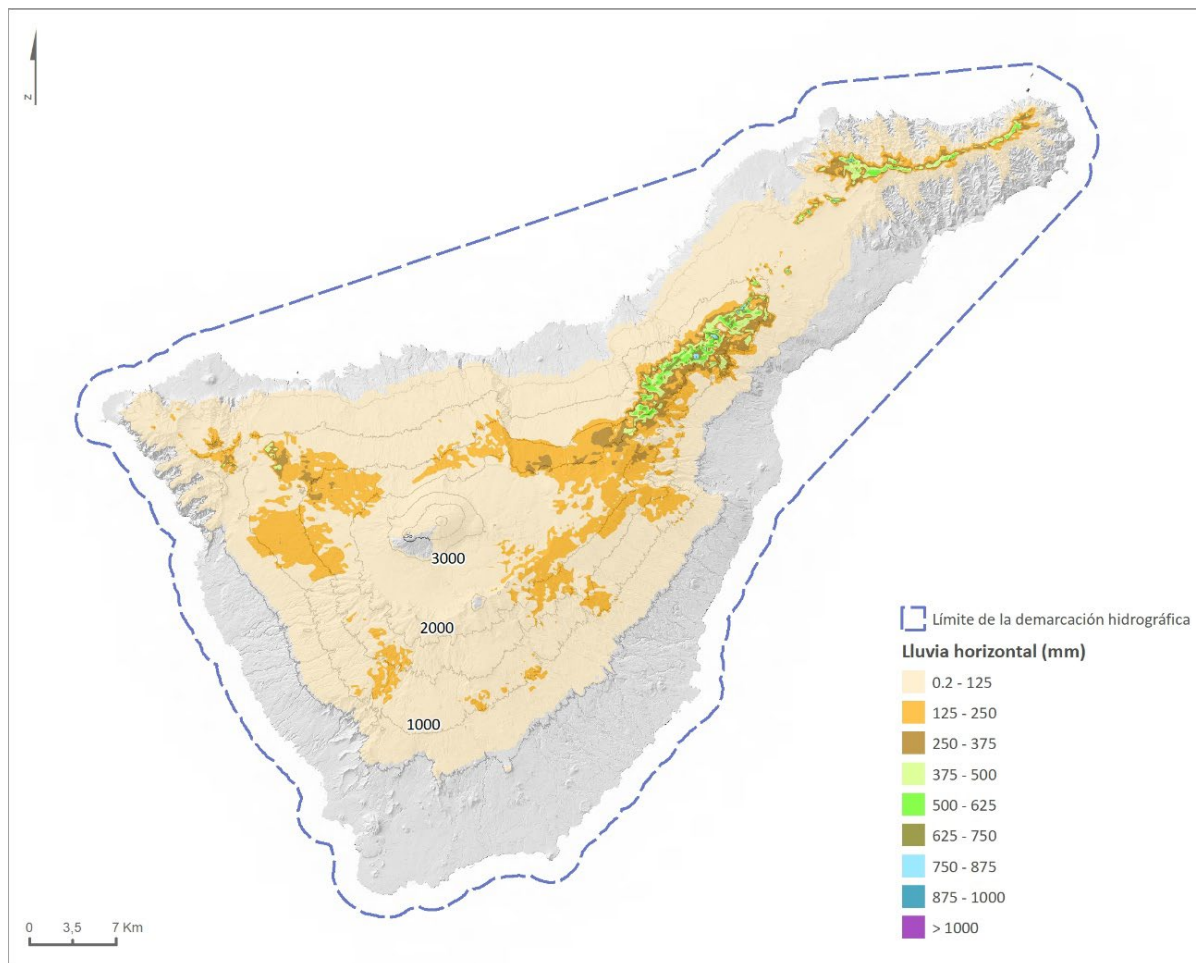 N
3000
2000
1000
Límite de la demarcación hidrográfica
Lluvia horizontal (mm)
0.2 - 125
125 - 250
250 - 375
375 - 500
500 - 625
625 - 750
750 - 875
875 - 1000
> 1000
0 3,5 7 Km